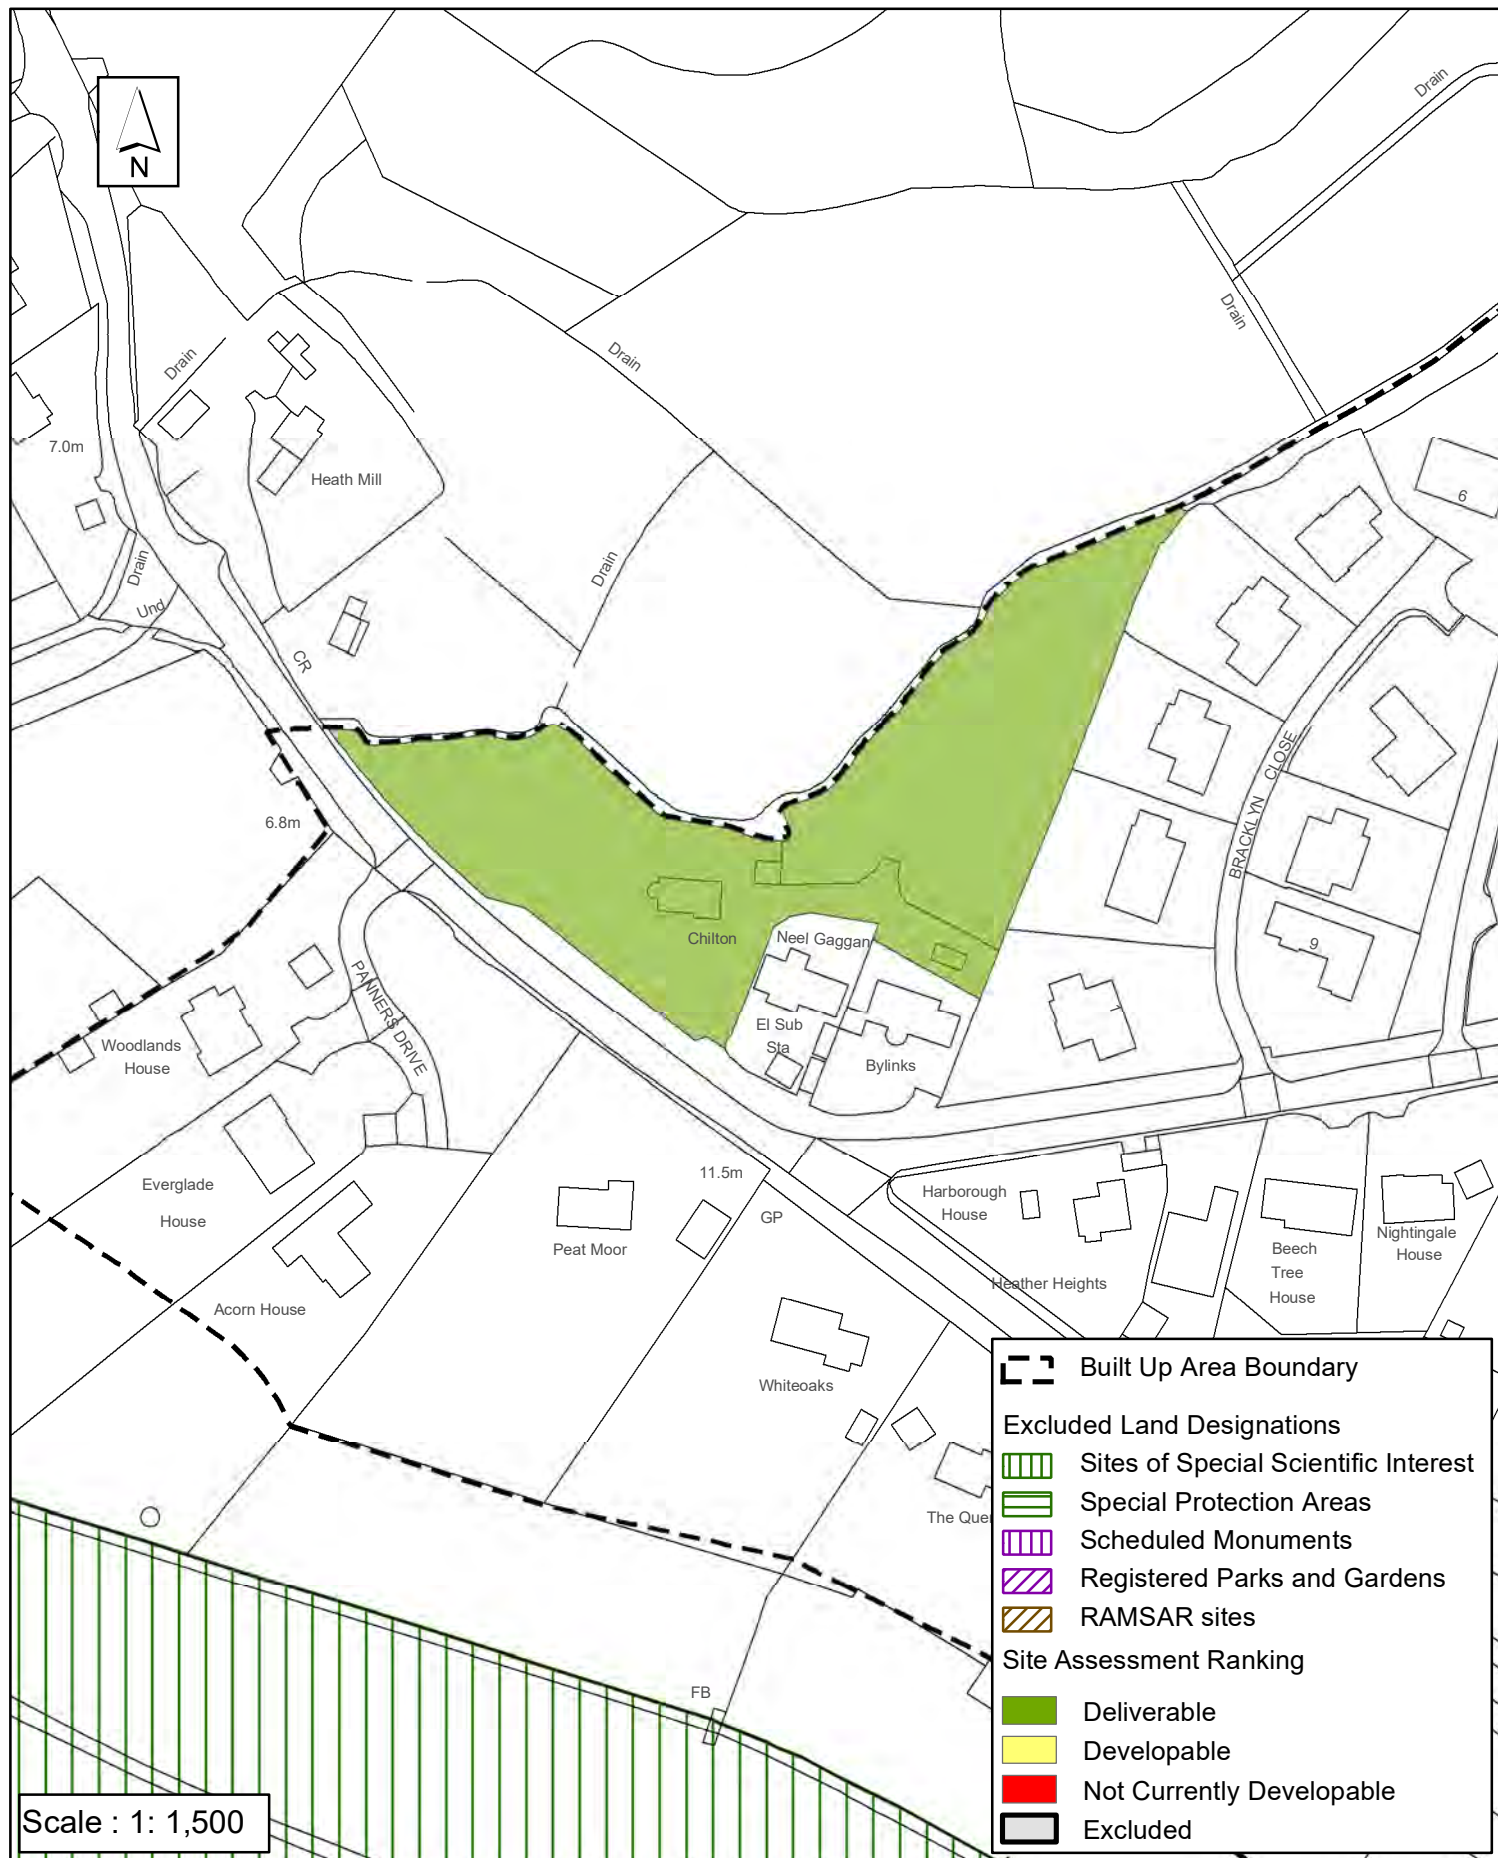 Drain
N
Drain
Drain
Drain
7.0m
Heath Mill
6
Drain
Drain
Und
CR
BRACKLYN CLOSE
6.8m
Chilton
Neel Gaggan
9
PANNERS DRIVE
1
El Sub
Sta
Woodlands
House
Bylinks
11.5m
Everglade
House
Harborough
House
GP
Peat Moor
Nightingale
House
Beech
Tree
House
Heather Heights
Acorn House
Whiteoaks
The Quer
FB
Built Up Area Boundary
Excluded Land Designations
Sites of Special Scientific Interest
Special Protection Areas
Scheduled Monuments
Registered Parks and Gardens
RAMSAR sites
Site Assessment Ranking
Deliverable
Developable
Not Currently Developable
Excluded
Scale : 1: 1,500